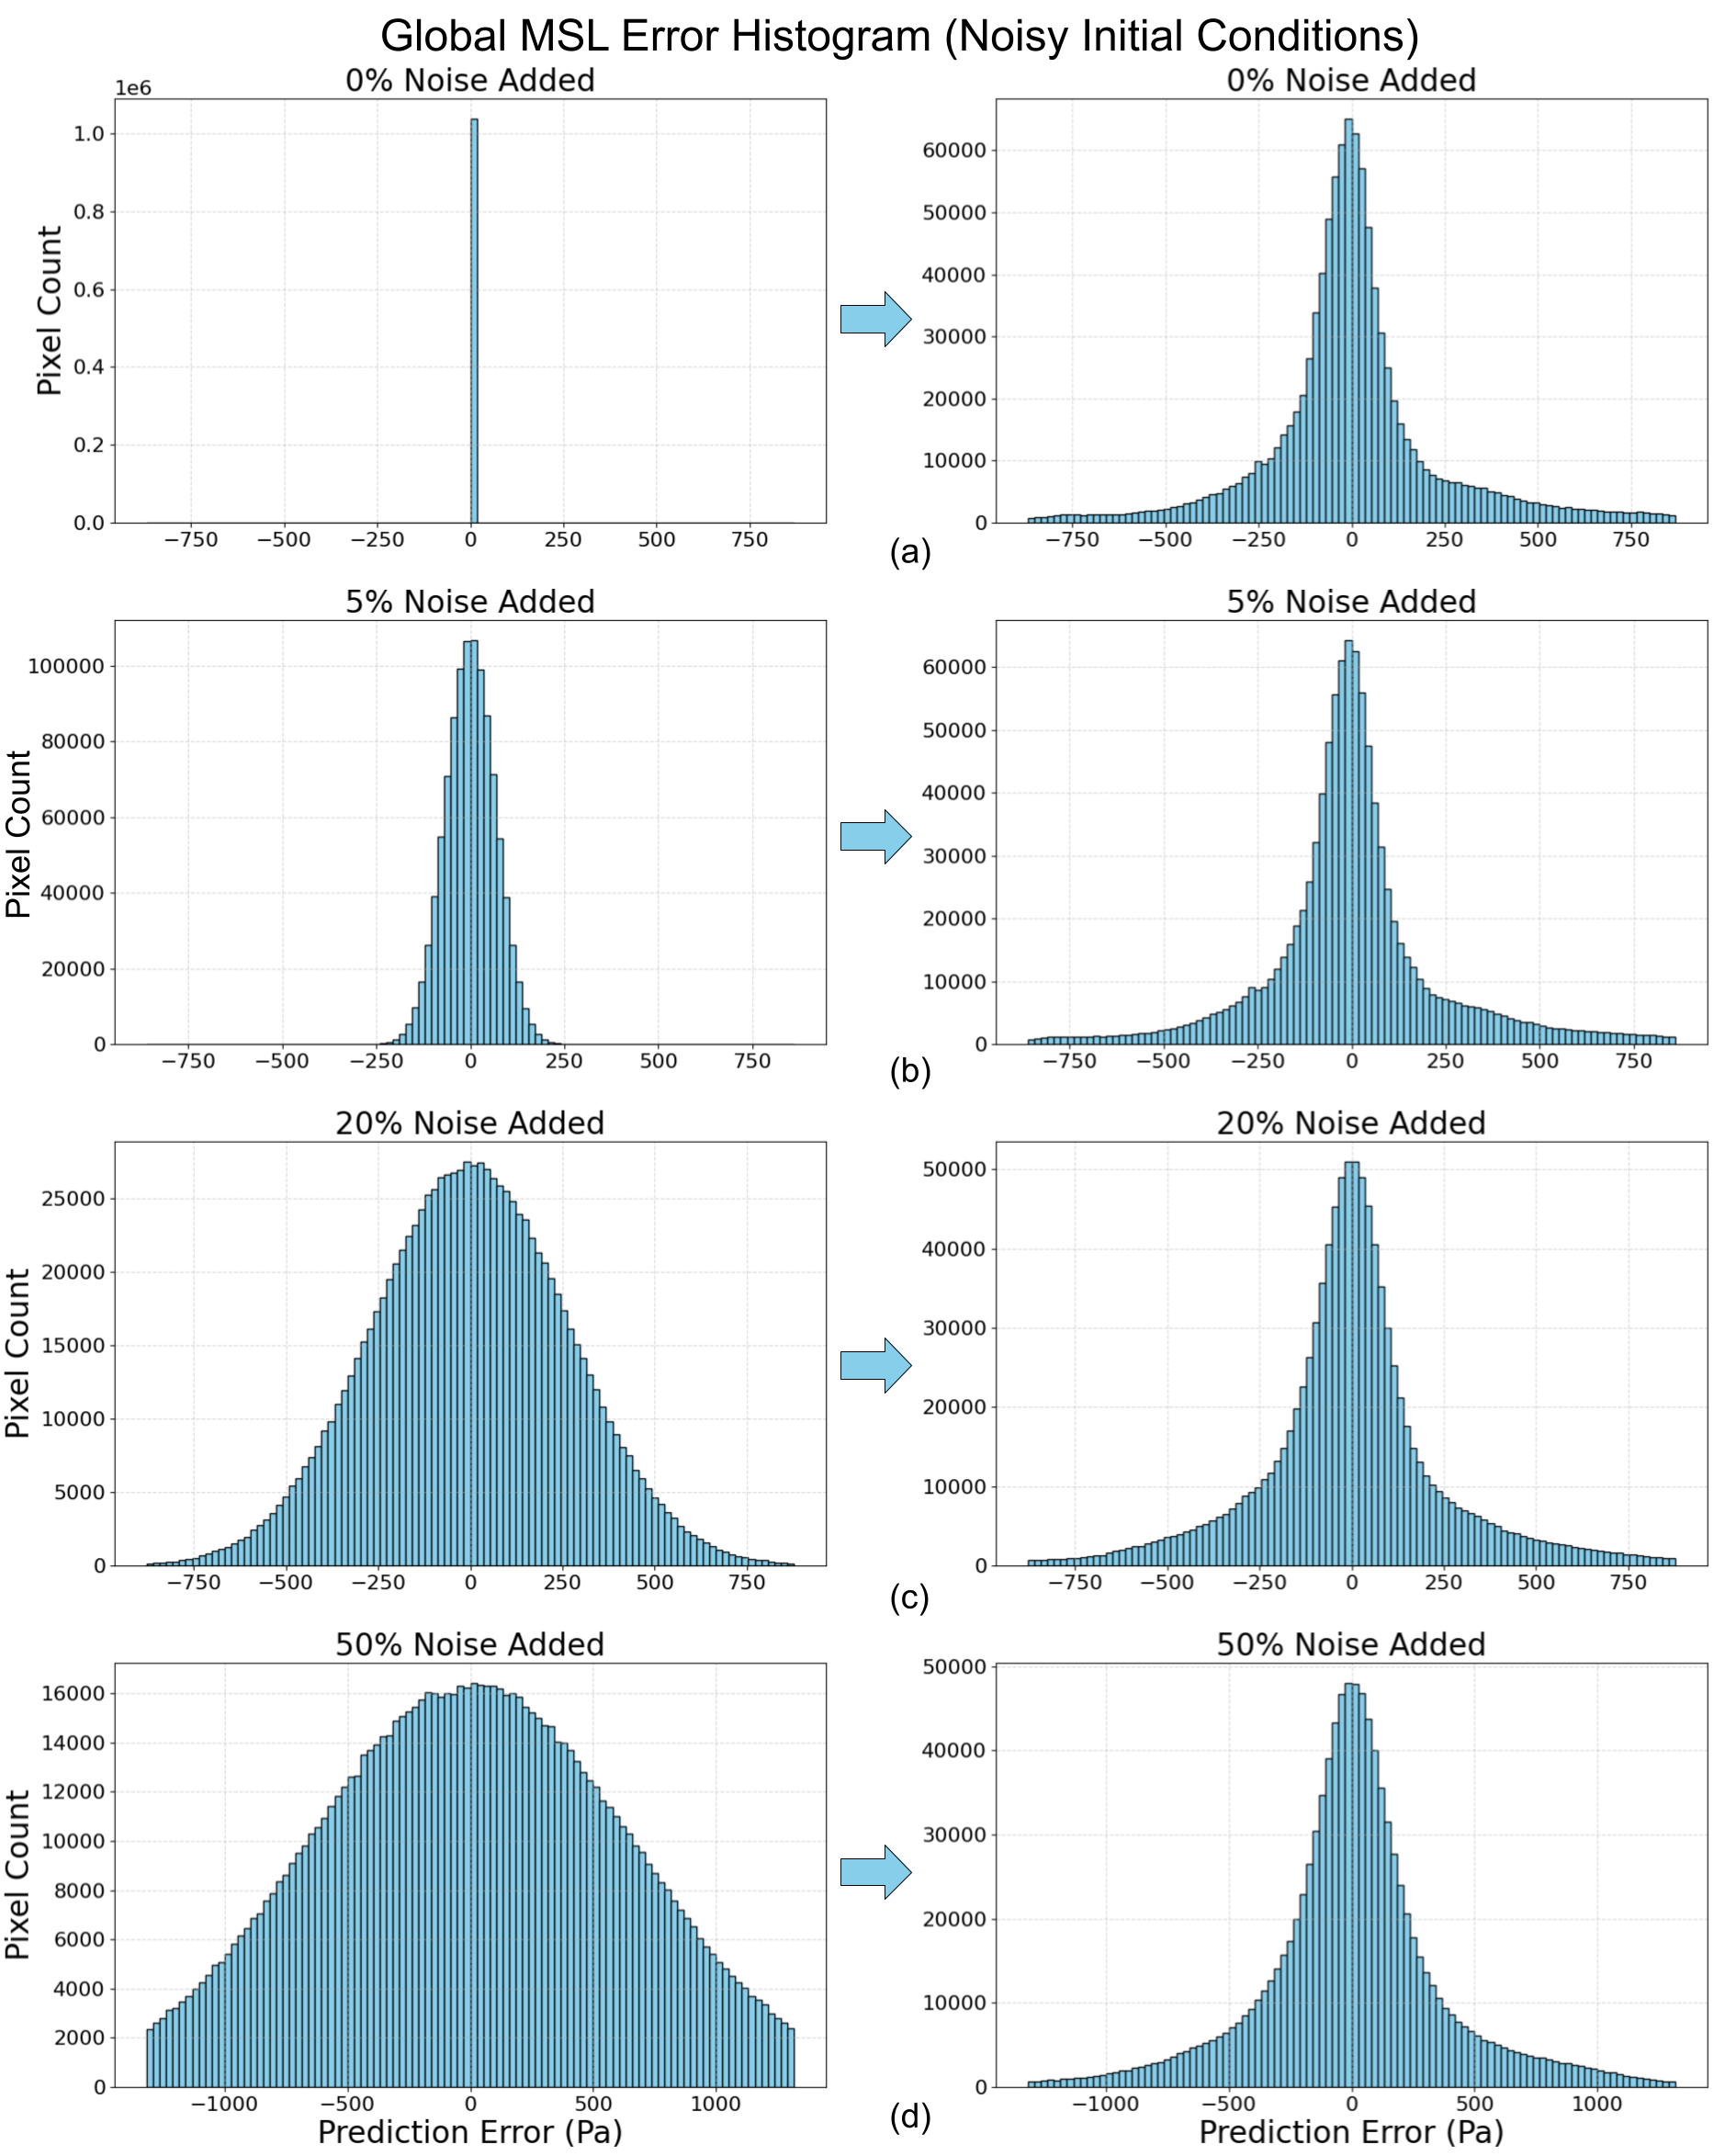 Global MSL Error Histogram (Noisy Initial Conditions)
0% Noise Added
1e6
Pixel Count
1.0
0.8
0.6
0.4
0.2
0.0
−750 −500 −250 0 250 500 750
0% Noise Added
60000
50000
40000
30000
20000
10000
0
−750 −500 −250 0 250 500 750
(a)
5% Noise Added
Pixel Count
100000
80000
60000
40000
20000
0
−750 −500 −250 0 250 500 750
5% Noise Added
60000
50000
40000
30000
20000
10000
0
−750 −500 −250 0 250 500 750
(b)
20% Noise Added
Pixel Count
25000
20000
15000
10000
5000
0
−750 −500 −250 0 250 500 750
20% Noise Added
50000
40000
30000
20000
10000
0
−750 −500 −250 0 250 500 750
(c)
50% Noise Added
Pixel Count
16000
14000
12000
10000
8000
6000
4000
2000
0
−1000 −500 0 500 1000
Prediction Error (Pa)
50% Noise Added
50000
40000
30000
20000
10000
0
−1000 −500 0 500 1000
Prediction Error (Pa)
(d)